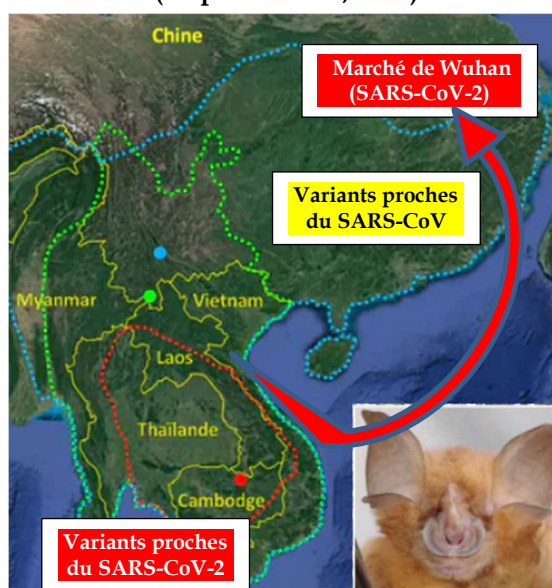 Chine
Marché de Wuhan
(SARS-CoV-2)
Variants proches
du SARS-CoV
Myanmar
Vietnam
Laos
Thaïlande
Cambodge
Variants proches
du SARS-CoV-2